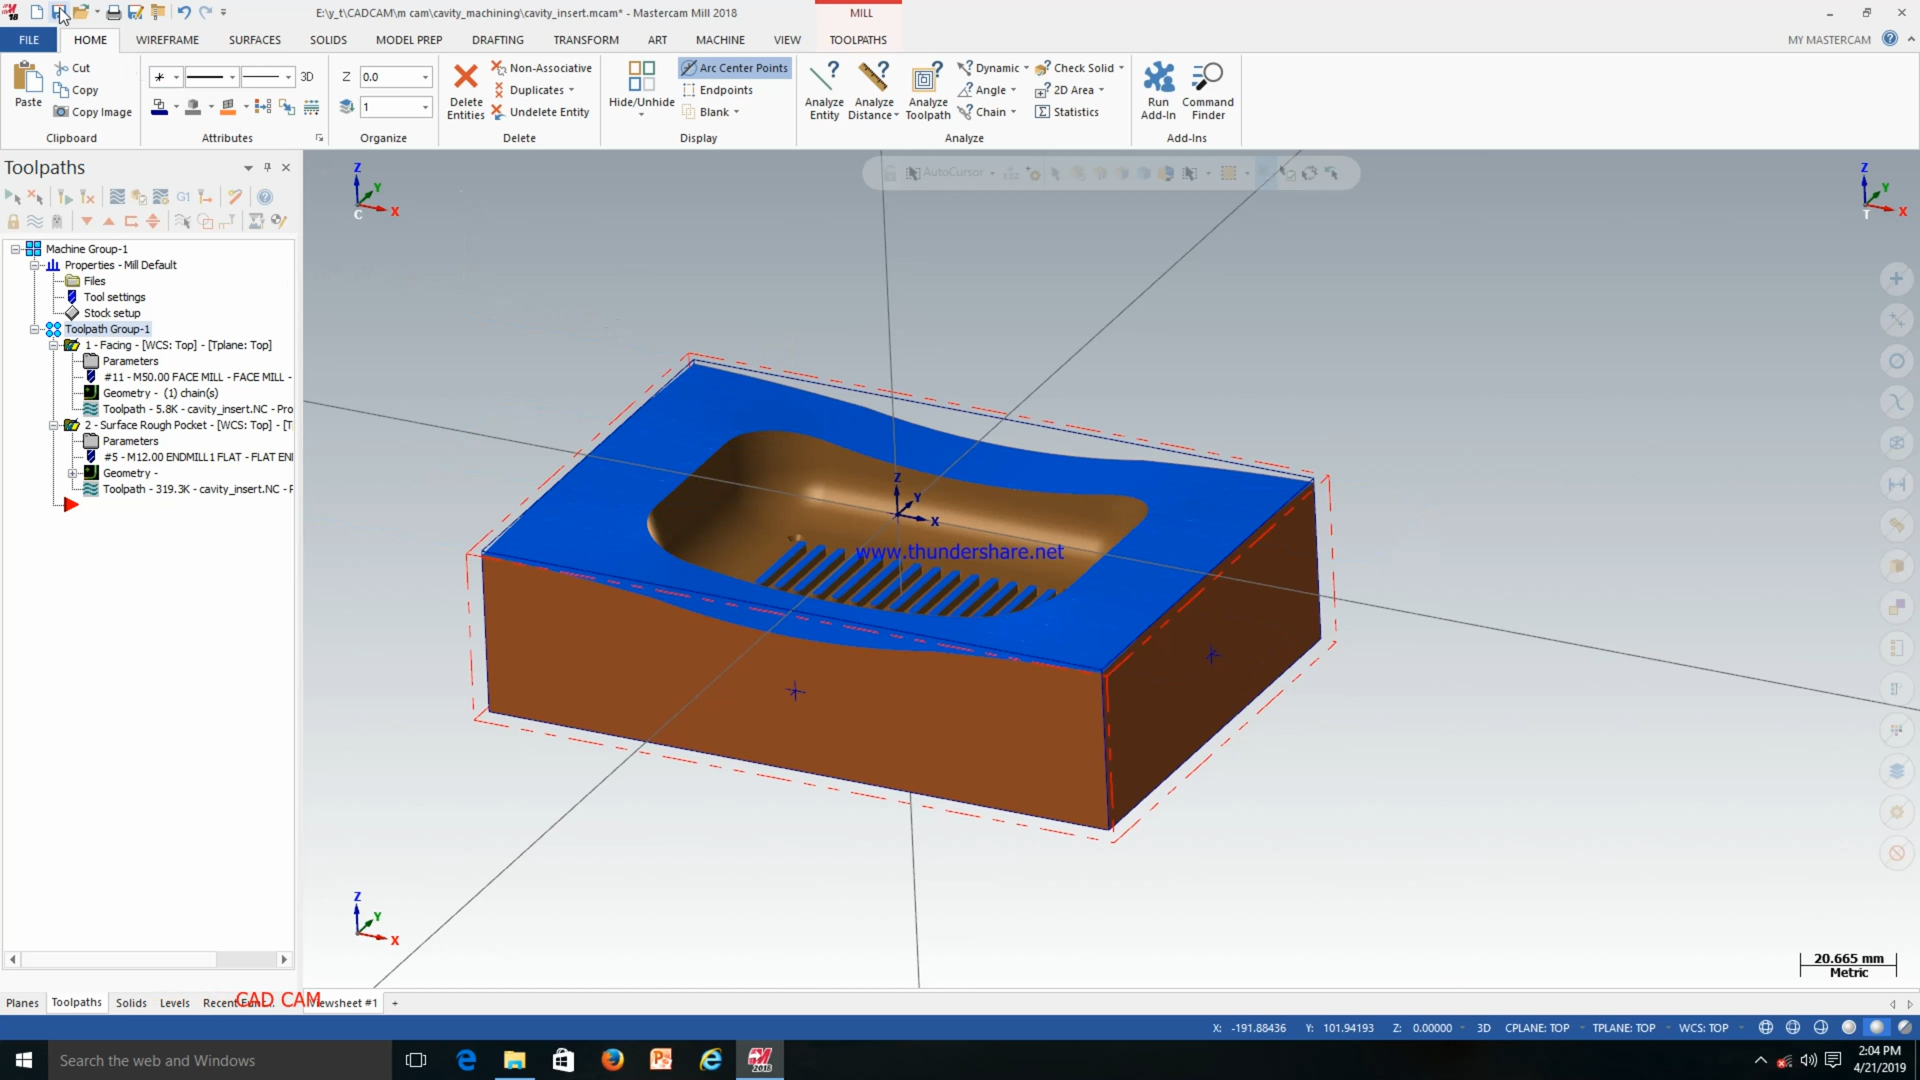 E:\y_t\CADCAM\m cam\cavity_machining\cavity_insert.mcam* - Mastercam Mill 2018
MILL
FILE HOME WIREFRAME SURFACES SOLIDS MODEL PREP DRAFTING TRANSFORM ART MACHINE VIEW TOOLPATHS
MY MASTERCAM
Paste Cut Copy Copy Image
3D
Z 0.0
1
Delete Entities Non-Associative Duplicates Undelete Entity
Hide/Unhide Arc Center Points Endpoints Blank
Analyze Entity Analyze Distance Analyze Toolpath Dynamic Angle Chain Check Solid 2D Area Statistics
Run Add-In Command Finder
Clipboard Attributes Organize Delete Display Analyze Add-Ins
Toolpaths
G1
AutoCursor
Machine Group-1
Properties - Mill Default
Files
Tool settings
Stock setup
Toolpath Group-1
1 - Facing - [WCS: Top] - [Tplane: Top]
Parameters
#11 - M50.00 FACE MILL - FACE MILL -
Geometry - (1) chain(s)
Toolpath - 5.8K - cavity_insert.NC - Pro
2 - Surface Rough Pocket - [WCS: Top] - [T
Parameters
#5 - M12.00 ENDMILL1 FLAT - FLAT EN
Geometry -
Toolpath - 319.3K - cavity_insert.NC - P
Z Y X C
Z Y X T
Z Y X
www.thundershare.net
Z Y X
20.665 mm
Metric
Planes Toolpaths Solids Levels
CAD CAM
Viewsheet #1 +
X: -191.88436 Y: 101.94193 Z: 0.00000 3D CPLANE: TOP TPLANE: TOP WCS: TOP
Search the web and Windows
2018
2:04 PM
4/21/2019